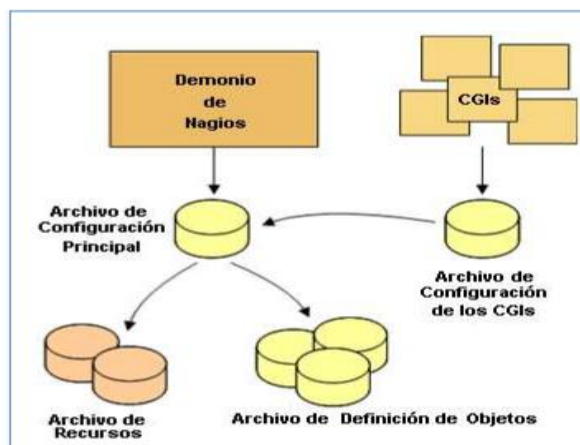 Demonio
de
Nagios
CGIs
Archivo de
Configuración
Principal
Archivo de
Configuración
de los CGIs
Archivo de
Recursos
Archivo de Definición de Objetos